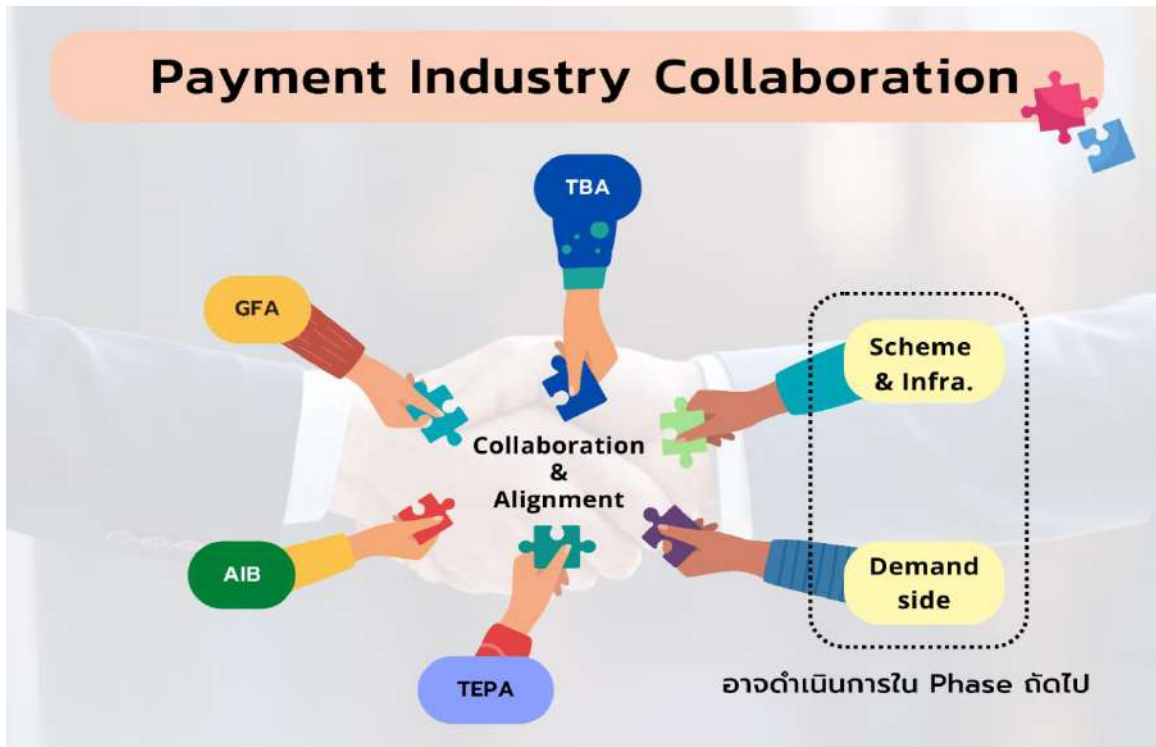 Payment Industry Collaboration
TBA
GFA
Scheme
& Infra.
Collaboration
&
Alignment
AIB
Demand
side
TEPA
อาจดำเนินการใน Phase ถัดไป